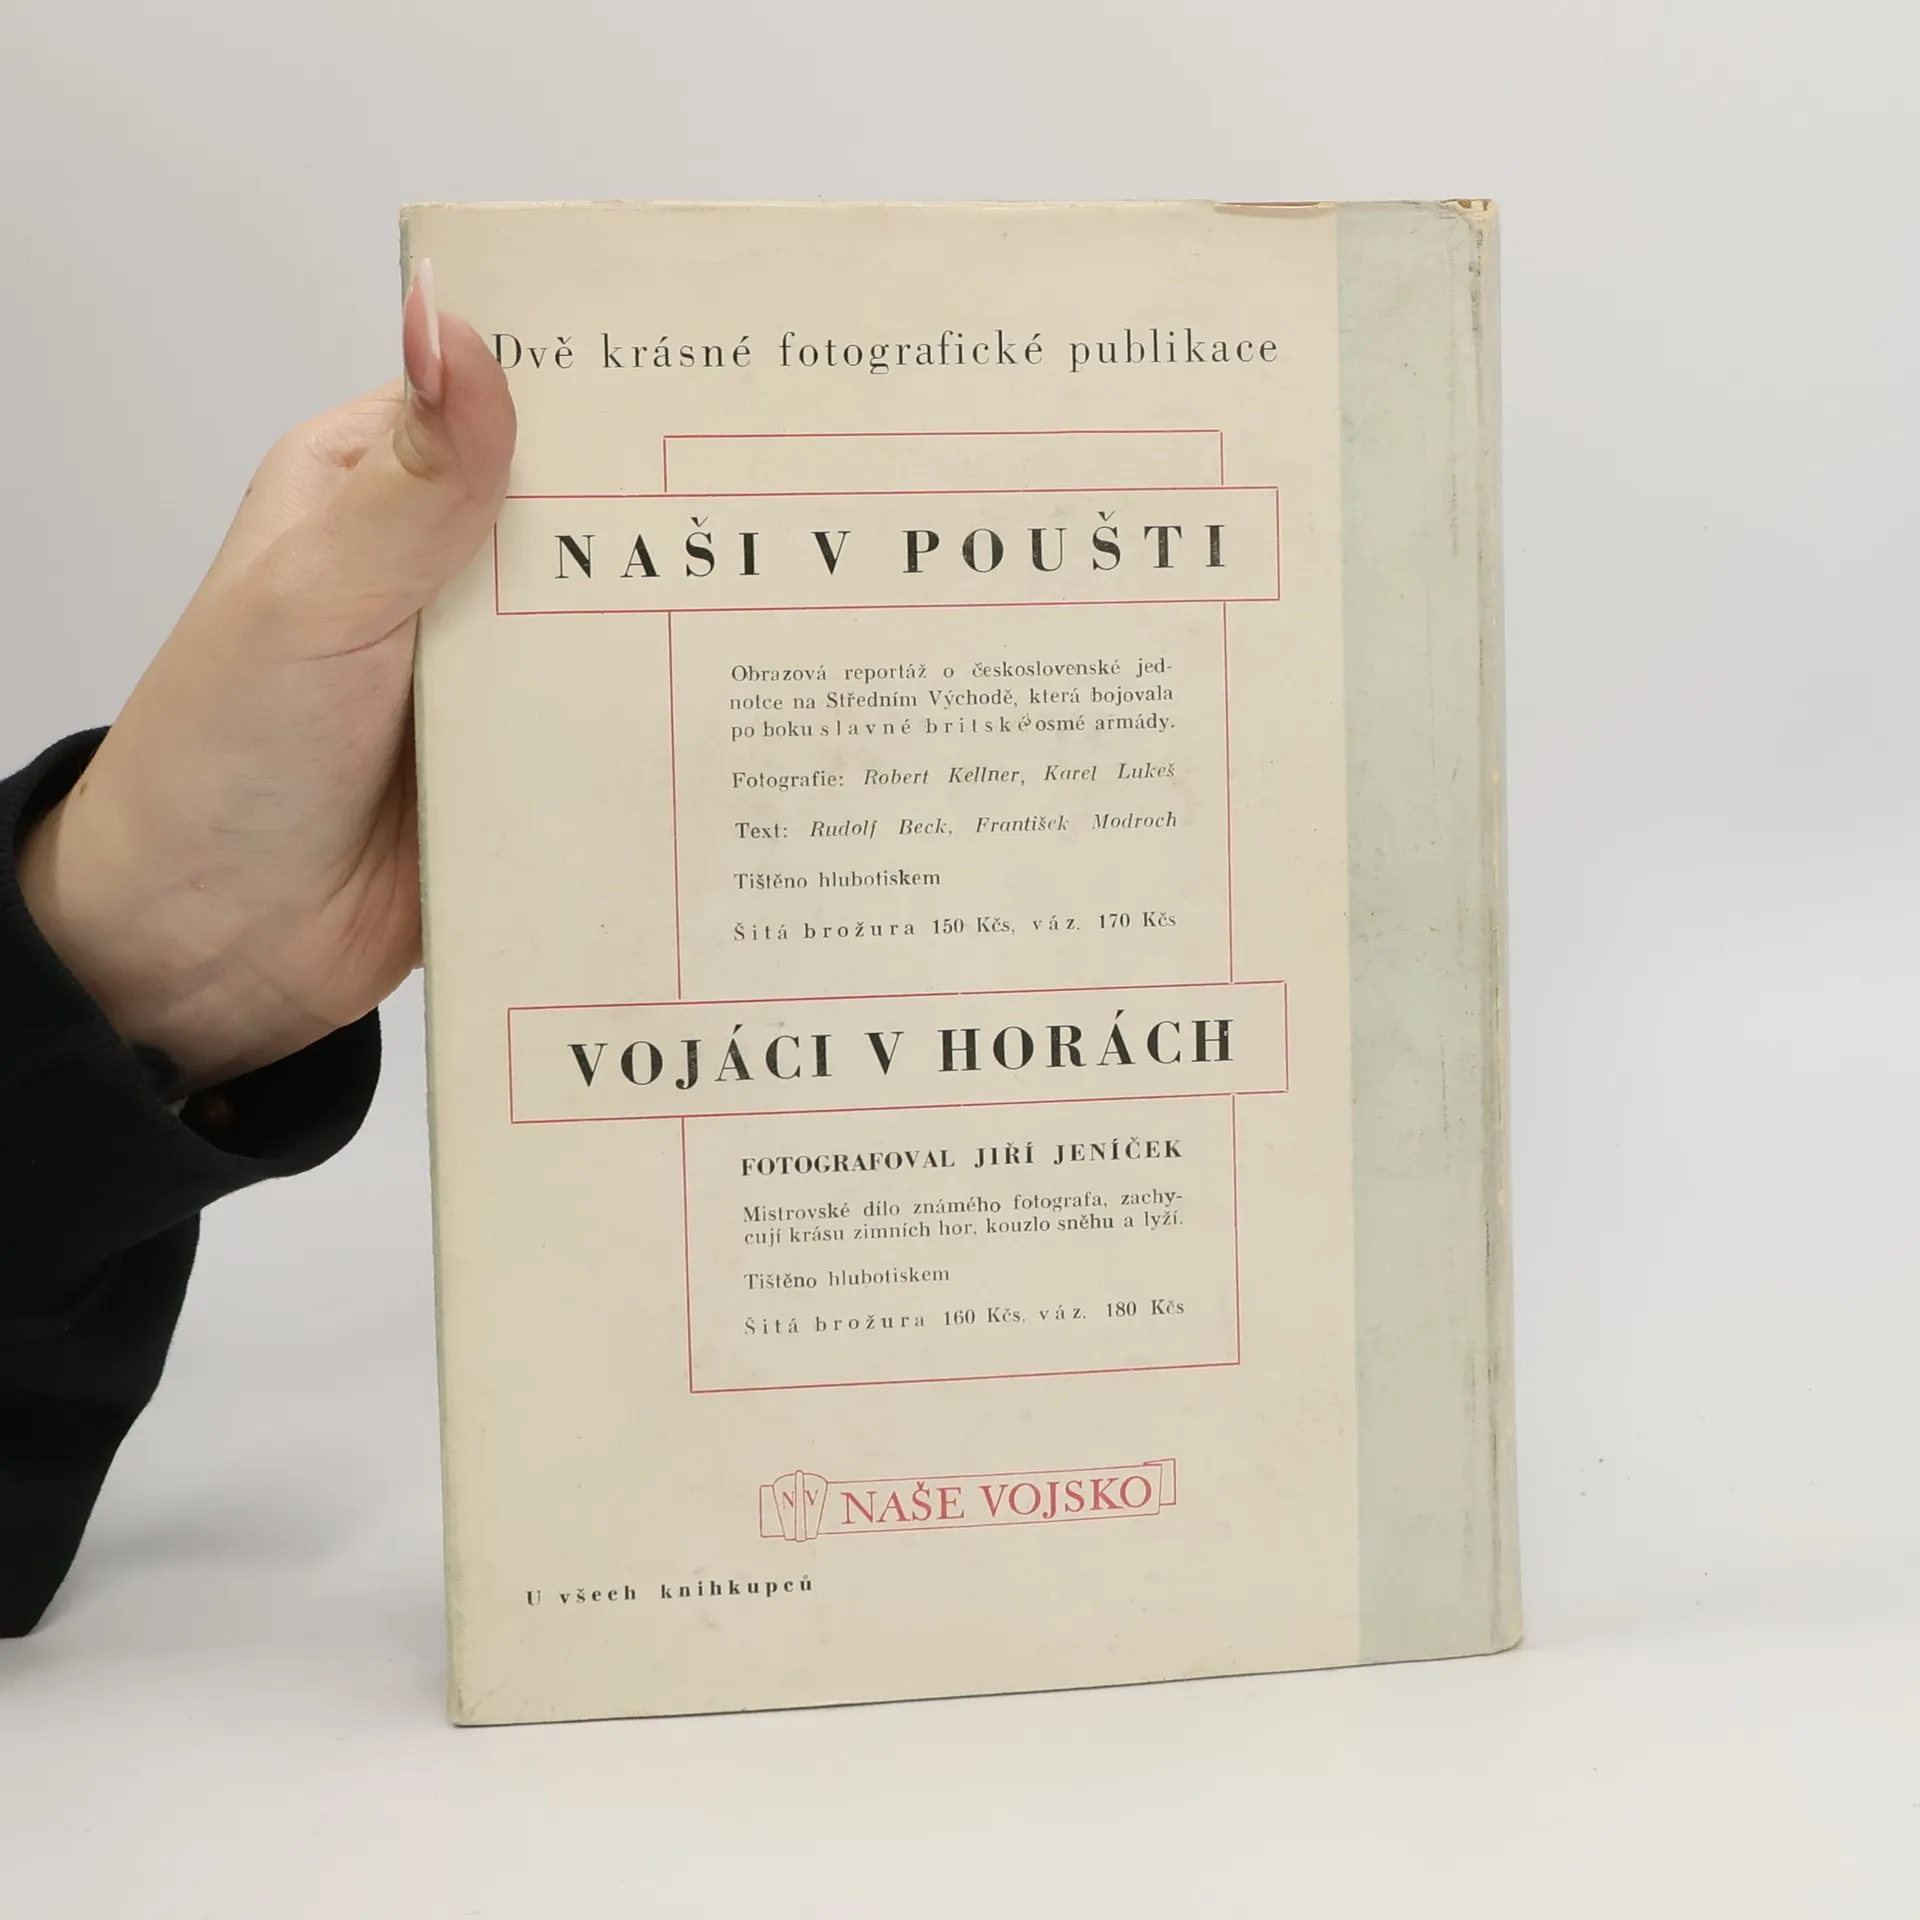 Dvě krásné fotografické publikace
NAŠI V POUŠTI
Obrazová reportáž o československé jed-
notce na Středním Východě, která bojovala
po boku slavné britské osmé armády.
Fotografie: Robert Kellner, Karel Lukeš
Text: Rudolf Beck, František Modroch
Tištěno hlubotiskem
Šitá brožura 150 Kčs, váz. 170 Kčs
VOJÁCI V HORÁCH
FOTOGRAFOVAL JIŘÍ JENÍČEK
Mistrovské dílo známého fotografa, zachy-
cují krásu zimních hor, kouzlo sněhu a lyží.
Tištěno hlubotiskem
Šitá brožura 160 Kčs, váz. 180 Kčs
NV NAŠE VOJSKO
U všech knihkupců